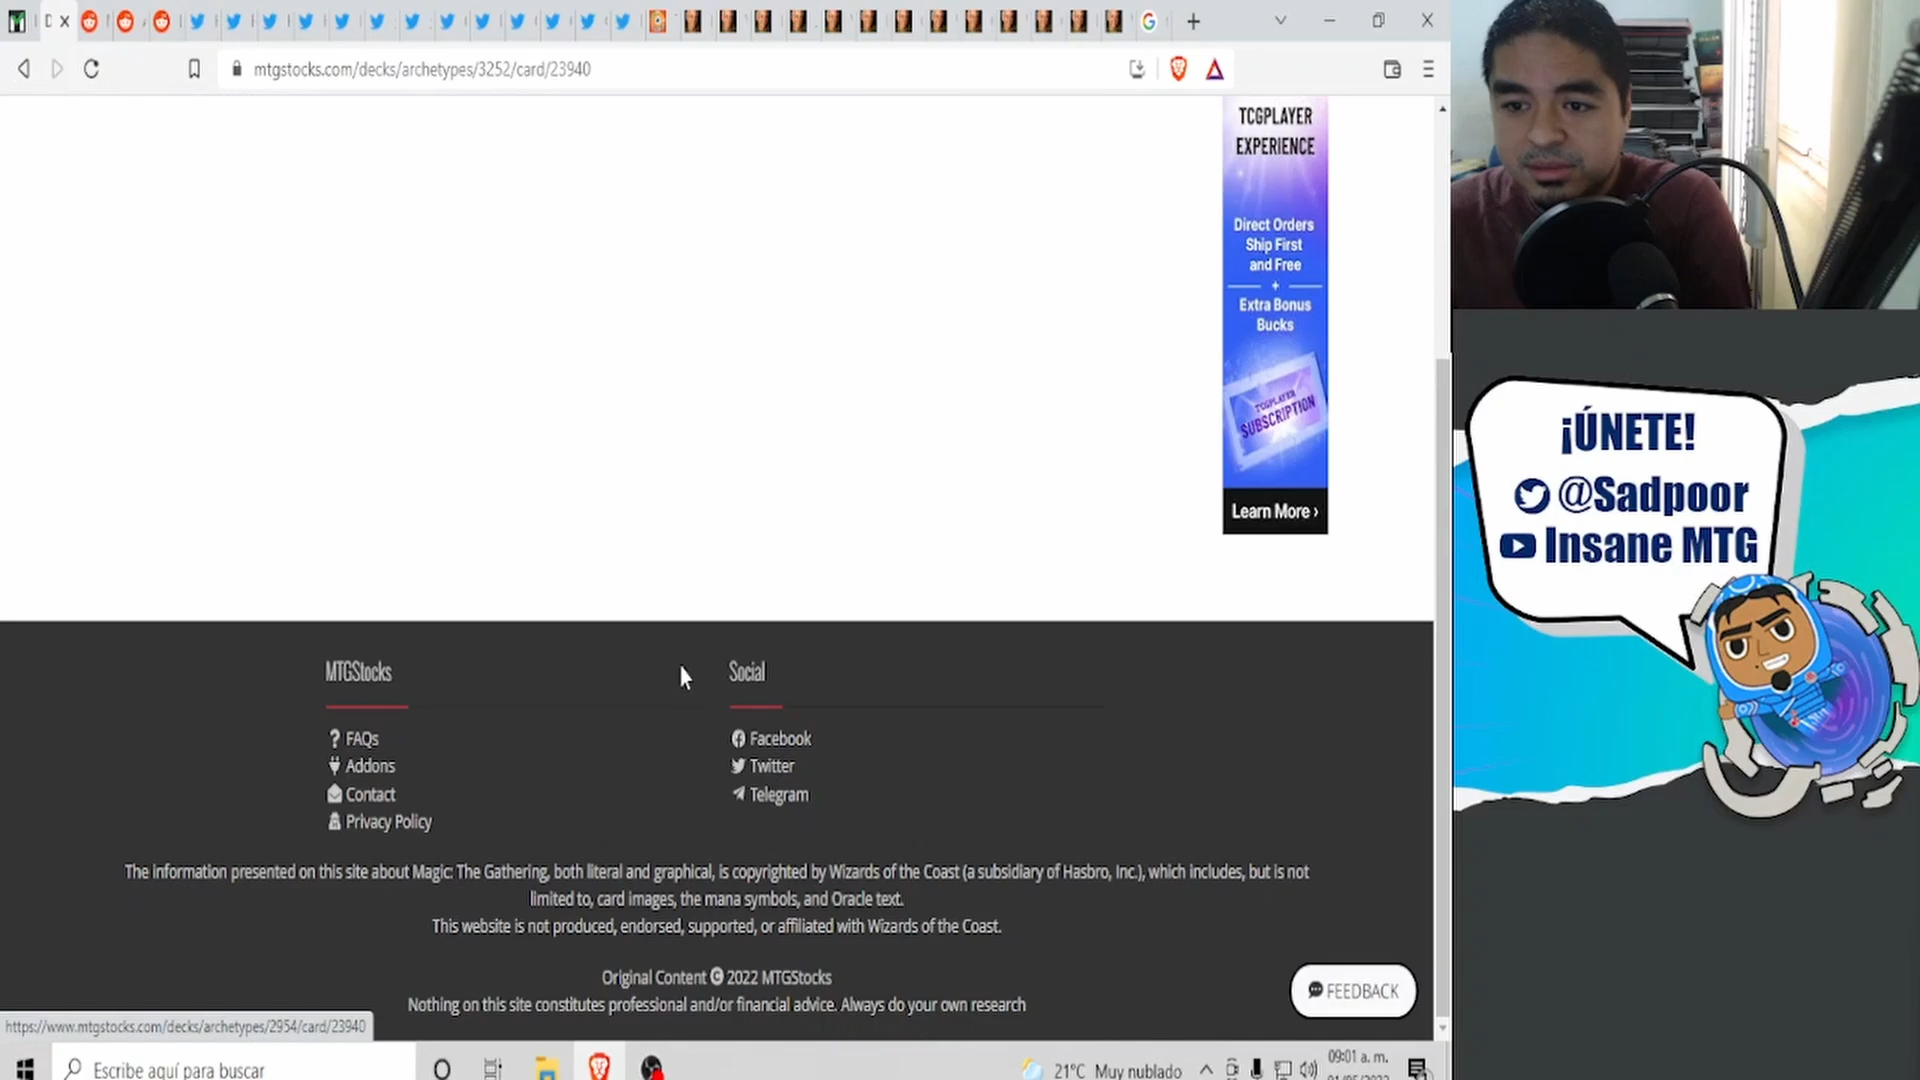 mtgstocks.com/decks/archetypes/3252/card/23940
TCGPLAYER
EXPERIENCE
Direct Orders
Ship First
and Free
+
Extra Bonus
Bucks
TCGPLAYER
SUBSCRIPTION
Learn More ›
¡ÚNETE!
@Sadpoor
Insane MTG
MTGStocks
Social
FAQs
Addons
Contact
Privacy Policy
Facebook
Twitter
Telegram
The information presented on this site about Magic: The Gathering, both literal and graphical, is copyrighted by Wizards of the Coast (a subsidiary of Hasbro, Inc.), which includes, but is not
limited to, card images, the mana symbols, and Oracle text.
This website is not produced, endorsed, supported, or affiliated with Wizards of the Coast.
Original Content © 2022 MTGStocks
Nothing on this site constitutes professional and/or financial advice. Always do your own research
FEEDBACK
https://www.mtgstocks.com/decks/archetypes/2954/card/23940
Escribe aquí para buscar
21°C Muy nublado
09:01 a. m.